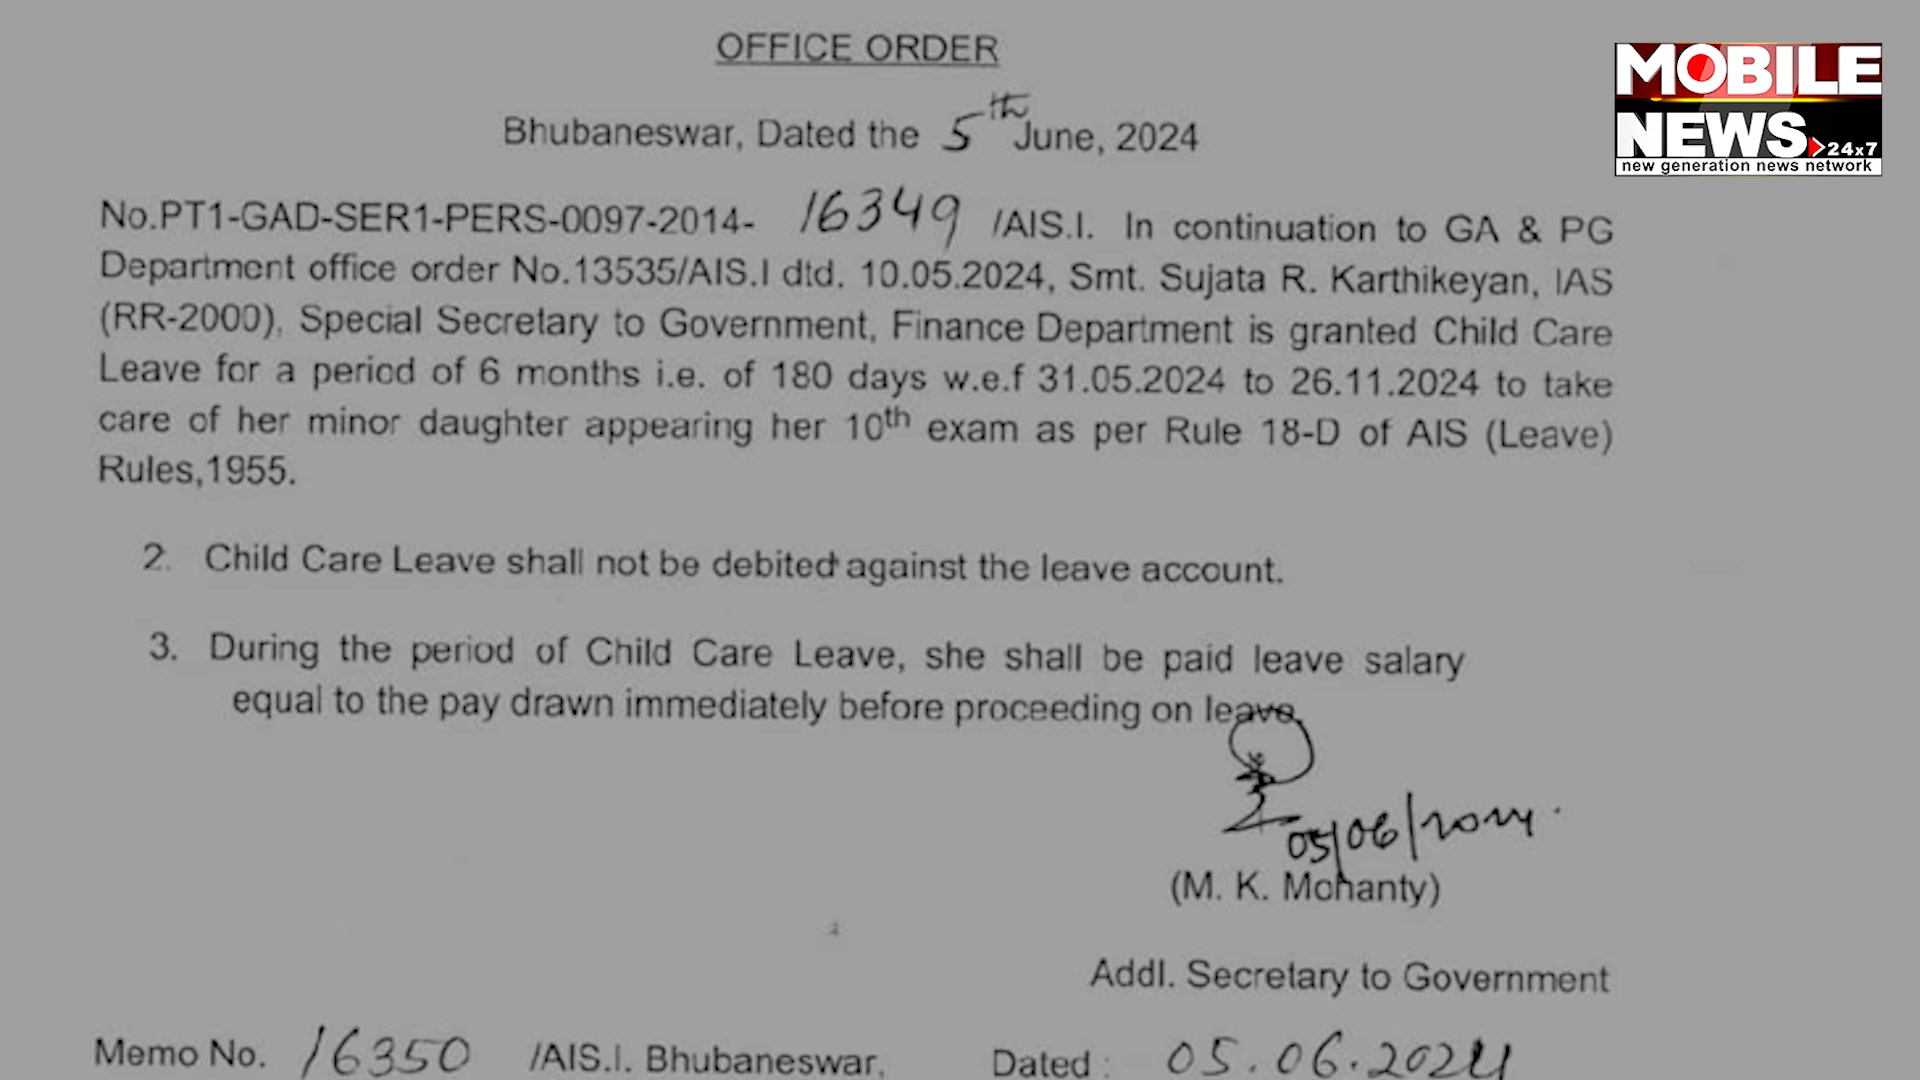 OFFICE ORDER
MOBILE
NEWS 24x7
new generation news network
Bhubaneswar, Dated the 5th June, 2024
No.PT1-GAD-SER1-PERS-0097-2014- 16349 /AIS.I. In continuation to GA & PG
Department office order No.13535/AIS.I dtd. 10.05.2024, Smt. Sujata R. Karthikeyan, IAS
(RR-2000), Special Secretary to Government, Finance Department is granted Child Care
Leave for a period of 6 months i.e. of 180 days w.e.f 31.05.2024 to 26.11.2024 to take
care of her minor daughter appearing her 10th exam as per Rule 18-D of AIS (Leave)
Rules,1955.
2. Child Care Leave shall not be debited against the leave account.
3. During the period of Child Care Leave, she shall be paid leave salary
equal to the pay drawn immediately before proceeding on leave.
05/06/2024.
(M. K. Mohanty)
Addl. Secretary to Government
Memo No. 16350 /AIS.I. Bhubaneswar, Dated : 05.06.2024